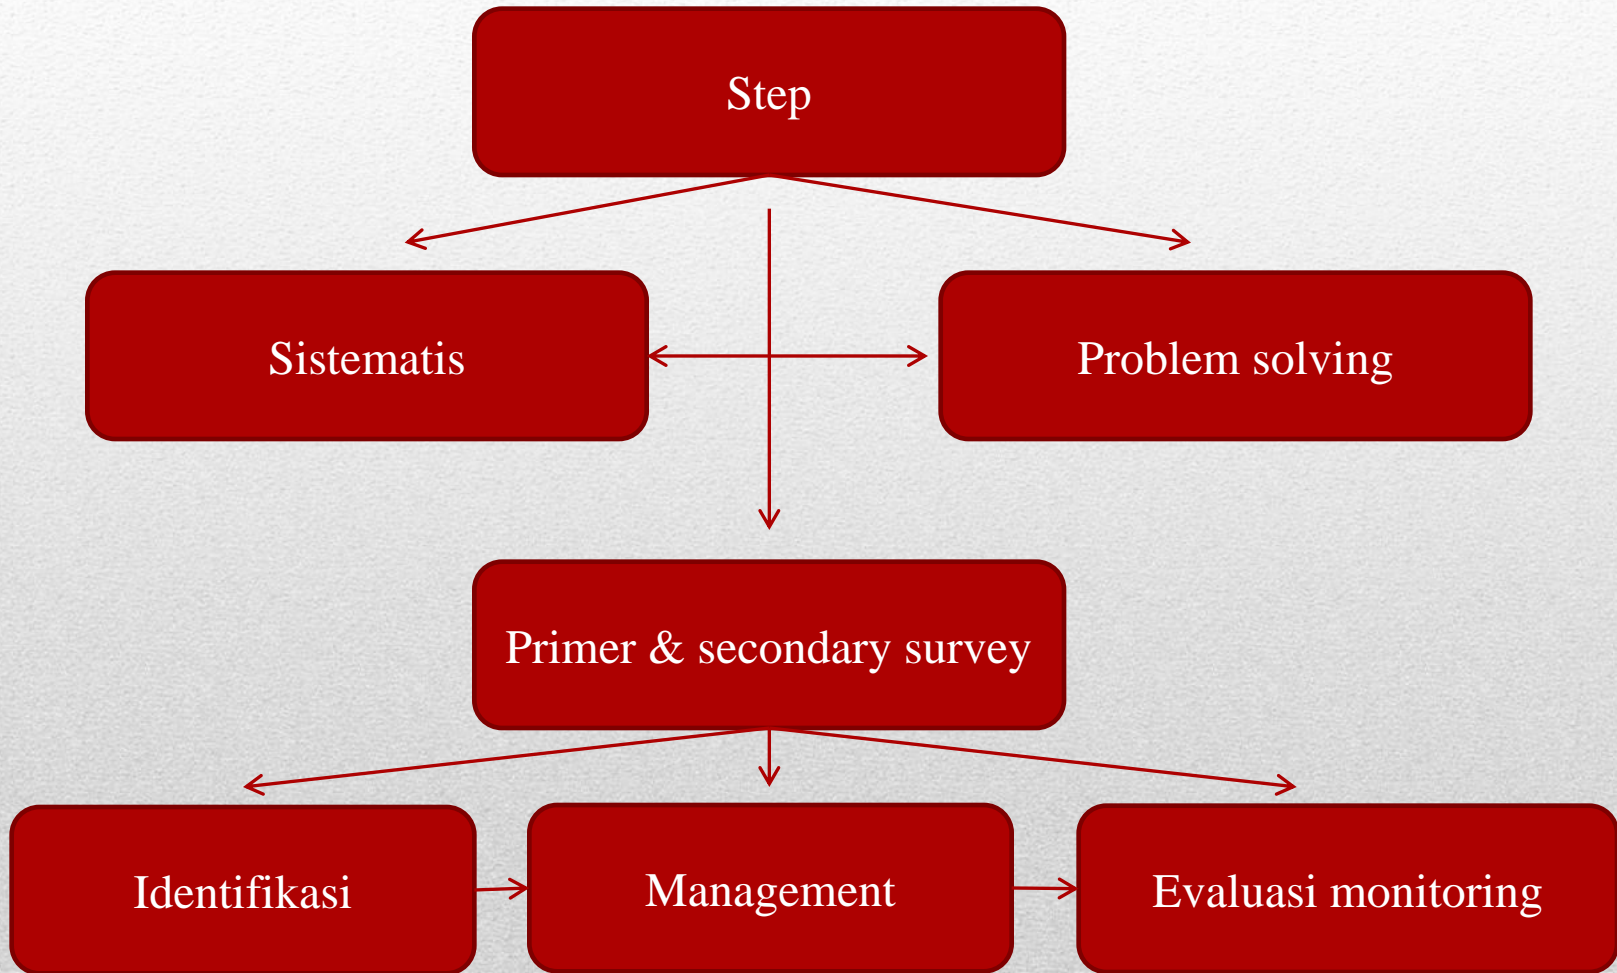 Step
Sistematis
Problem solving
Primer & secondary survey
Identifikasi
Management
Evaluasi monitoring